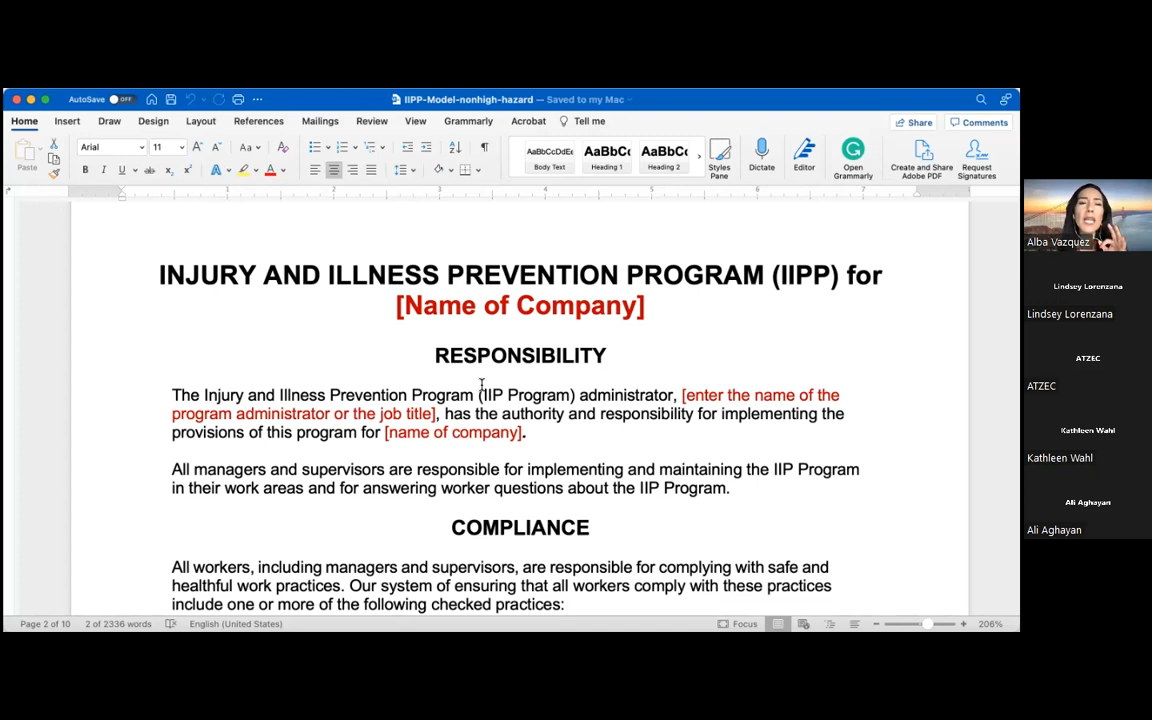 AutoSave OFF
IIPP-Model-nonhigh-hazard — Saved to my Mac
Home Insert Draw Design Layout References Mailings Review View Grammarly Acrobat Tell me Share Comments
Paste
Arial 11
Aa
AaBbCcDdEe AaBbCc AaBbCc
Body Text Heading 1 Heading 2
Styles Pane
Dictate
Editor
Open Grammarly
Create and Share Adobe PDF
Request Signatures
1 2 3 4 5 6 7
INJURY AND ILLNESS PREVENTION PROGRAM (IIPP) for
[Name of Company]
RESPONSIBILITY
The Injury and Illness Prevention Program (IIP Program) administrator, [enter the name of the
program administrator or the job title], has the authority and responsibility for implementing the
provisions of this program for [name of company].
All managers and supervisors are responsible for implementing and maintaining the IIP Program
in their work areas and for answering worker questions about the IIP Program.
COMPLIANCE
All workers, including managers and supervisors, are responsible for complying with safe and
healthful work practices. Our system of ensuring that all workers comply with these practices
include one or more of the following checked practices:
Page 2 of 10 2 of 2336 words English (United States) Focus 206%
Alba Vazquez
Lindsey Lorenzana
Lindsey Lorenzana
ATZEC
ATZEC
Kathleen Wahl
Kathleen Wahl
Ali Aghayan
Ali Aghayan